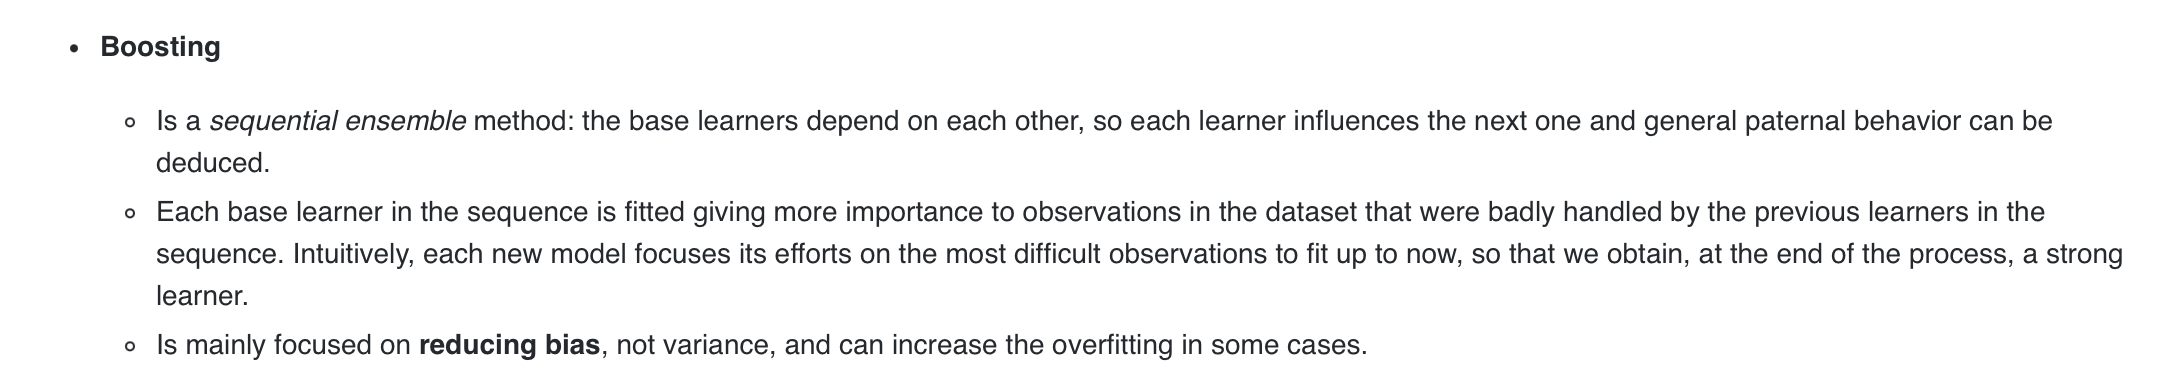 • Boosting
◦ Is a sequential ensemble method: the base learners depend on each other, so each learner influences the next one and general paternal behavior can be
deduced.
◦ Each base learner in the sequence is fitted giving more importance to observations in the dataset that were badly handled by the previous learners in the
sequence. Intuitively, each new model focuses its efforts on the most difficult observations to fit up to now, so that we obtain, at the end of the process, a strong
learner.
◦ Is mainly focused on reducing bias, not variance, and can increase the overfitting in some cases.